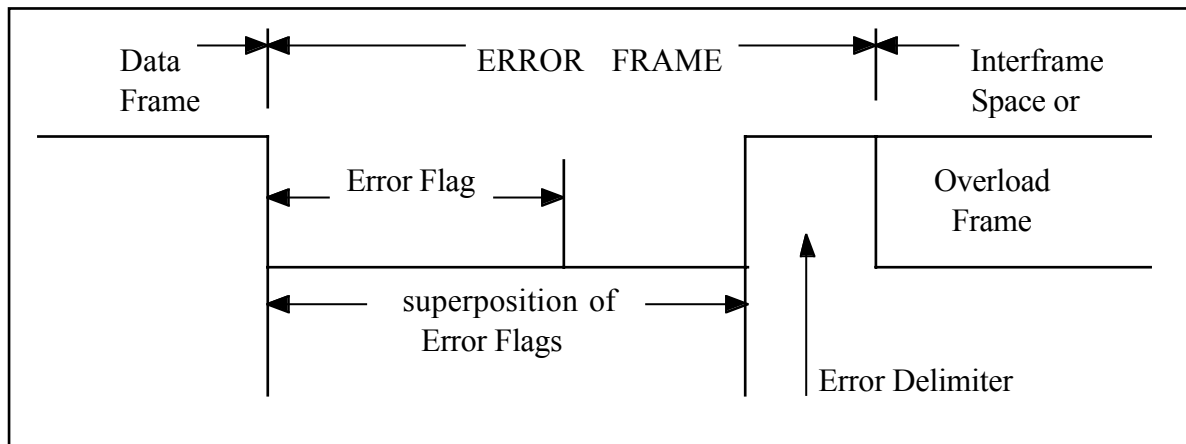 Data
Frame
ERROR FRAME
Interframe
Space or
Error Flag
Overload
Frame
superposition of
Error Flags
Error Delimiter